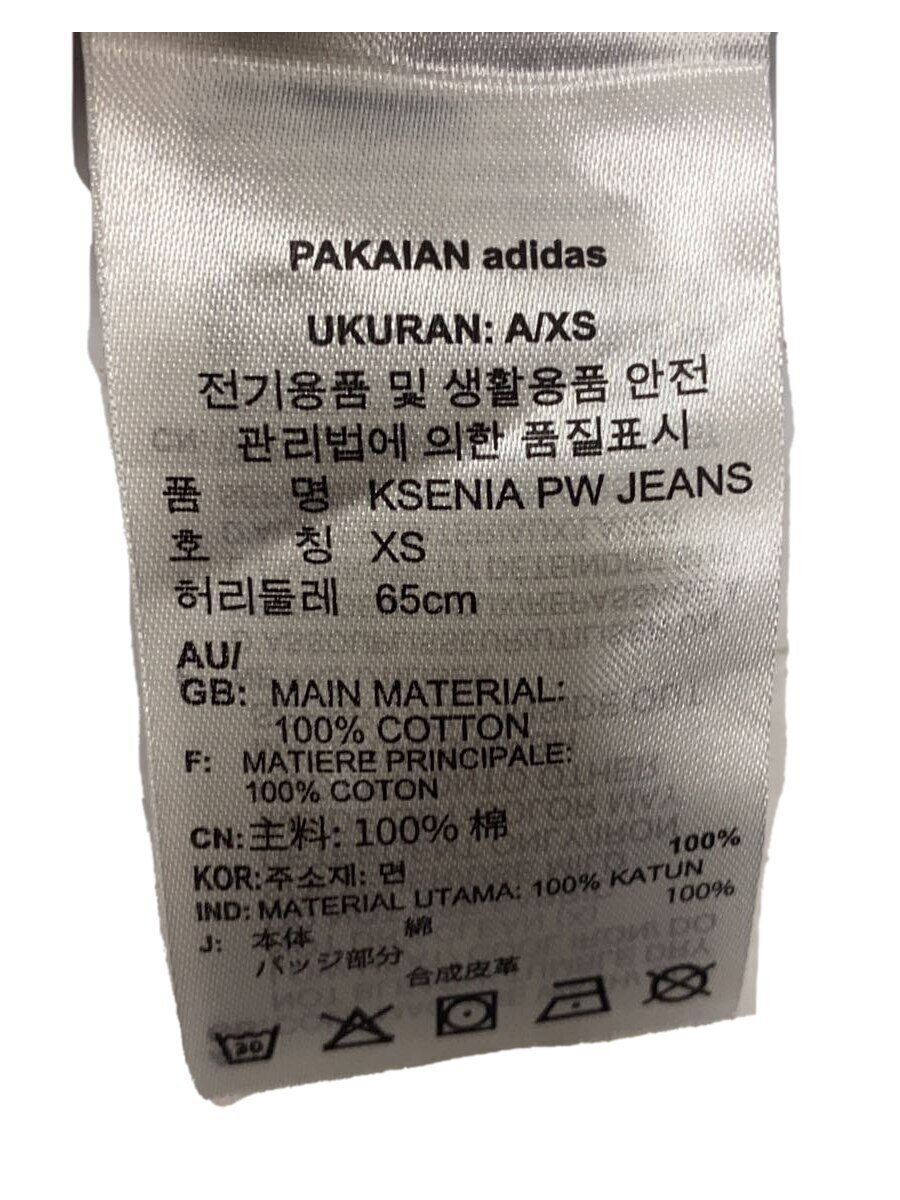 PAKAIAN adidas
UKURAN: A/XS
전기용품 및 생활용품 안전
관리법에 의한 품질표시
품 명 KSENIA PW JEANS
호 칭 XS
허리둘레 65cm
AU/
GB: MAIN MATERIAL:
100% COTTON
F: MATIERE PRINCIPALE:
100% COTON
CN: 主料: 100% 棉
KOR: 주소재: 면 100%
IND: MATERIAL UTAMA: 100% KATUN
J: 本体 綿 100%
バッジ部分 合成皮革
30